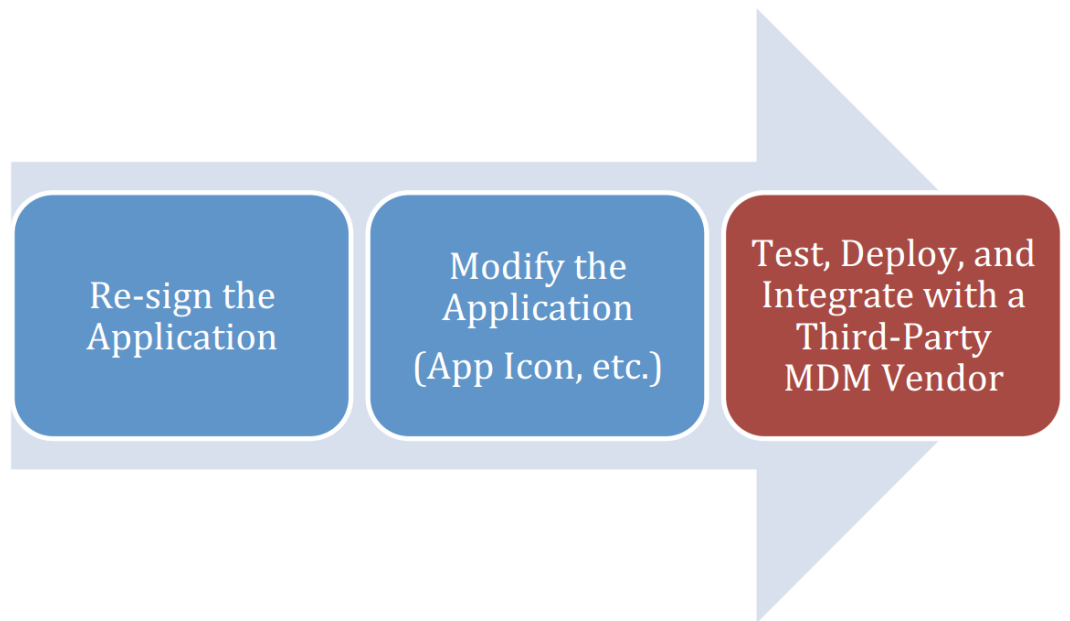 Re-sign the
Application
Modify the
Application
(App Icon, etc.)
Test, Deploy, and
Integrate with a
Third-Party
MDM Vendor